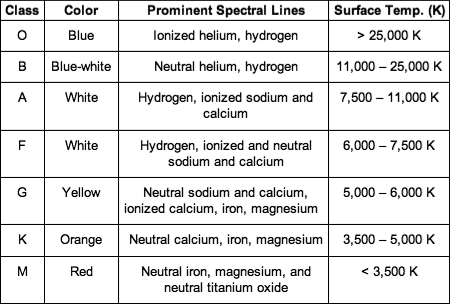 Class Color Prominent Spectral Lines Surface Temp. (K)
O Blue Ionized helium, hydrogen > 25,000 K
B Blue-white Neutral helium, hydrogen 11,000 – 25,000 K
A White Hydrogen, ionized sodium and 7,500 – 11,000 K
calcium
F White Hydrogen, ionized and neutral 6,000 – 7,500 K
sodium and calcium
G Yellow Neutral sodium and calcium, 5,000 – 6,000 K
ionized calcium, iron, magnesium
K Orange Neutral calcium, iron, magnesium 3,500 – 5,000 K
M Red Neutral iron, magnesium, and < 3,500 K
neutral titanium oxide